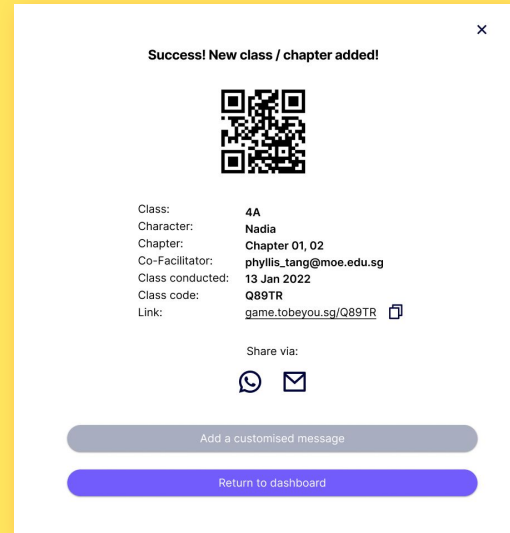 Success! New class / chapter added!
Class: 4A
Character: Nadia
Chapter: Chapter 01, 02
Co-Facilitator: phyllis_tang@moe.edu.sg
Class conducted: 13 Jan 2022
Class code: Q89TR
Link: game.tobeyou.sg/Q89TR
Share via:
Add a customised message
Return to dashboard